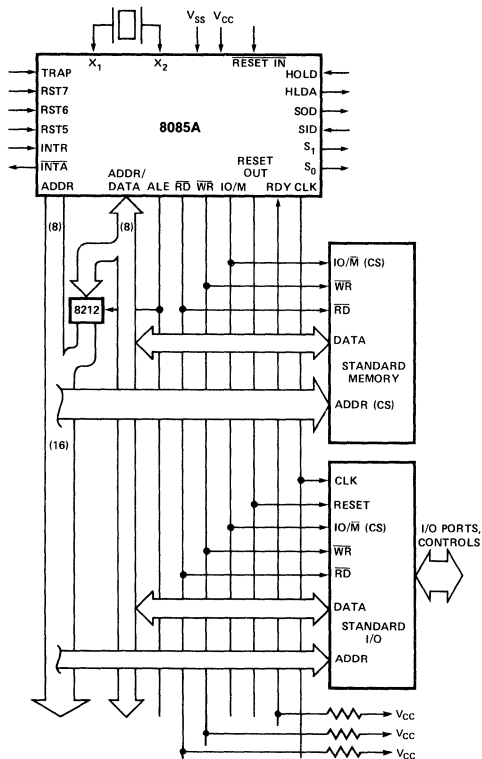 VSS VCC
X1 X2 RESET IN
TRAP HOLD
RST7 HLDA
RST6 SOD
8085A
RST5 SID
INTR S1
INTA S0
ADDR ADDR/ DATA ALE RD WR IO/M RESET OUT RDY CLK
(8) (8)
8212
IO/M (CS)
WR
RD
DATA
STANDARD
MEMORY
ADDR (CS)
(16)
CLK
RESET
IO/M (CS)
WR
RD
DATA
STANDARD
I/O
ADDR
I/O PORTS,
CONTROLS
VCC
VCC
VCC